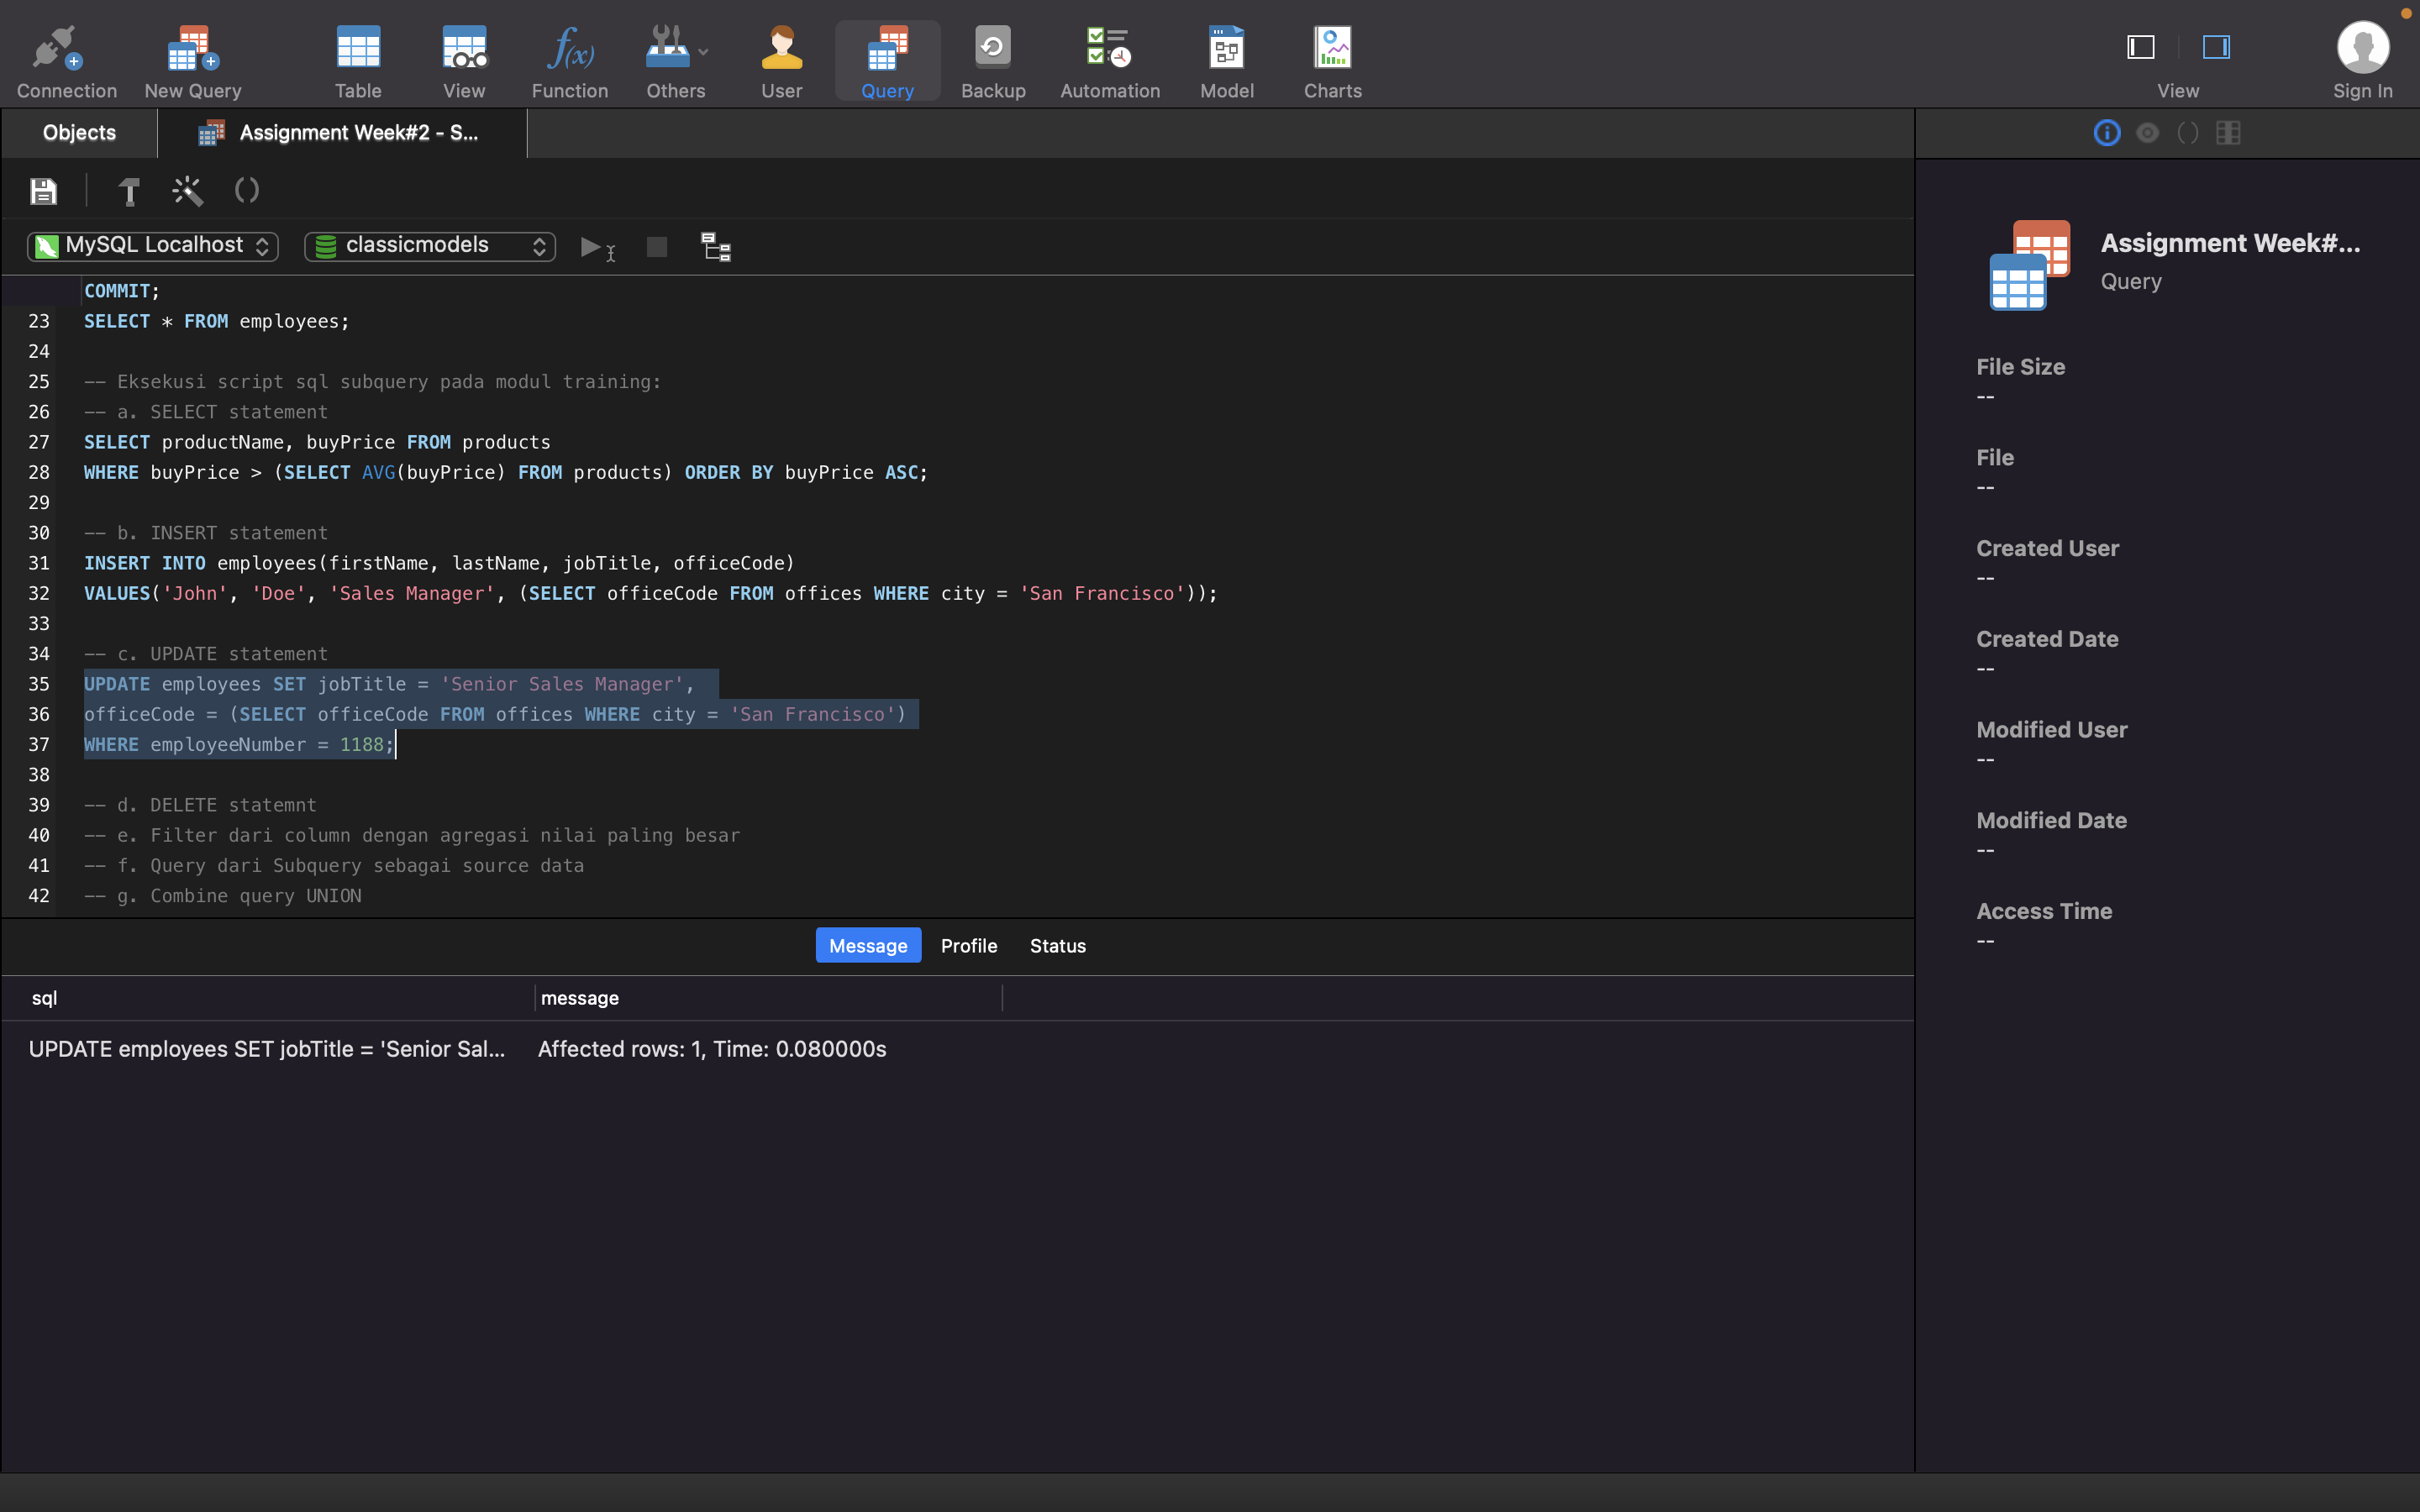 Connection New Query Table View Function Others User Query Backup Automation Model Charts View Sign In
Objects Assignment Week#2 - S...
MySQL Localhost classicmodels
COMMIT;
23 SELECT * FROM employees;
24
25 -- Eksekusi script sql subquery pada modul training:
26 -- a. SELECT statement
27 SELECT productName, buyPrice FROM products
28 WHERE buyPrice > (SELECT AVG(buyPrice) FROM products) ORDER BY buyPrice ASC;
29
30 -- b. INSERT statement
31 INSERT INTO employees(firstName, lastName, jobTitle, officeCode)
32 VALUES('John', 'Doe', 'Sales Manager', (SELECT officeCode FROM offices WHERE city = 'San Francisco'));
33
34 -- c. UPDATE statement
35 UPDATE employees SET jobTitle = 'Senior Sales Manager',
36 officeCode = (SELECT officeCode FROM offices WHERE city = 'San Francisco')
37 WHERE employeeNumber = 1188;
38
39 -- d. DELETE statemnt
40 -- e. Filter dari column dengan agregasi nilai paling besar
41 -- f. Query dari Subquery sebagai source data
42 -- g. Combine query UNION
Message Profile Status
sql message
UPDATE employees SET jobTitle = 'Senior Sal... Affected rows: 1, Time: 0.080000s
Assignment Week#...
Query
File Size
--
File
--
Created User
--
Created Date
--
Modified User
--
Modified Date
--
Access Time
--